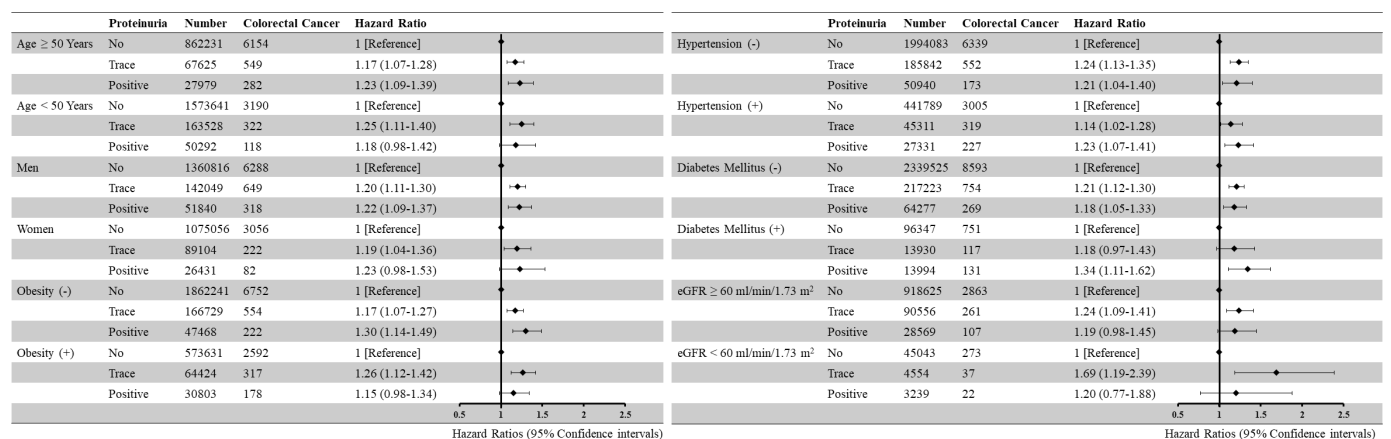 Proteinuria Number Colorectal Cancer Hazard Ratio
Age ≥ 50 Years No 862231 6154 1 [Reference]
Trace 67625 549 1.17 (1.07-1.28)
Positive 27979 282 1.23 (1.09-1.39)
Age < 50 Years No 1573641 3190 1 [Reference]
Trace 163528 322 1.25 (1.11-1.40)
Positive 50292 118 1.18 (0.98-1.42)
Men No 1360816 6288 1 [Reference]
Trace 142049 649 1.20 (1.11-1.30)
Positive 51840 318 1.22 (1.09-1.37)
Women No 1075056 3056 1 [Reference]
Trace 89104 222 1.19 (1.04-1.36)
Positive 26431 82 1.23 (0.98-1.53)
Obesity (-) No 1862241 6752 1 [Reference]
Trace 166729 554 1.17 (1.07-1.27)
Positive 47468 222 1.30 (1.14-1.49)
Obesity (+) No 573631 2592 1 [Reference]
Trace 64424 317 1.26 (1.12-1.42)
Positive 30803 178 1.15 (0.98-1.34)
0.5 1 1.5 2 2.5
Hazard Ratios (95% Confidence intervals)
Proteinuria Number Colorectal Cancer Hazard Ratio
Hypertension (-) No 1994083 6339 1 [Reference]
Trace 185842 552 1.24 (1.13-1.35)
Positive 50940 173 1.21 (1.04-1.40)
Hypertension (+) No 441789 3005 1 [Reference]
Trace 45311 319 1.14 (1.02-1.28)
Positive 27331 227 1.23 (1.07-1.41)
Diabetes Mellitus (-) No 2339525 8593 1 [Reference]
Trace 217223 754 1.21 (1.12-1.30)
Positive 64277 269 1.18 (1.05-1.33)
Diabetes Mellitus (+) No 96347 751 1 [Reference]
Trace 13930 117 1.18 (0.97-1.43)
Positive 13994 131 1.34 (1.11-1.62)
eGFR ≥ 60 ml/min/1.73 m² No 918625 2863 1 [Reference]
Trace 90556 261 1.24 (1.09-1.41)
Positive 28569 107 1.19 (0.98-1.45)
eGFR < 60 ml/min/1.73 m² No 45043 273 1 [Reference]
Trace 4554 37 1.69 (1.19-2.39)
Positive 3239 22 1.20 (0.77-1.88)
0.5 1 1.5 2 2.5
Hazard Ratios (95% Confidence intervals)